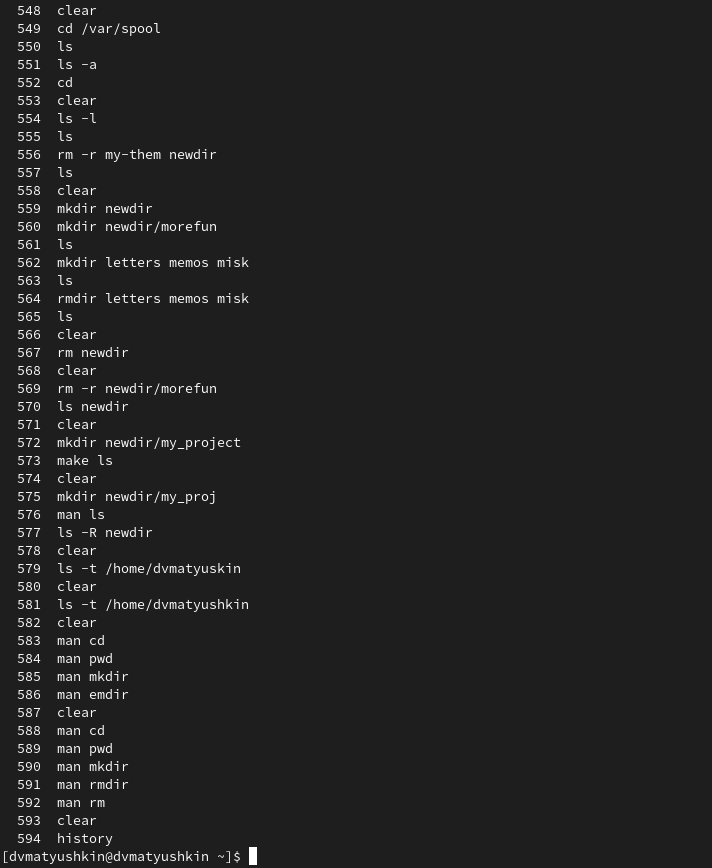 548  clear
549  cd /var/spool
550  ls
551  ls -a
552  cd
553  clear
554  ls -l
555  ls
556  rm -r my-them newdir
557  ls
558  clear
559  mkdir newdir
560  mkdir newdir/morefun
561  ls
562  mkdir letters memos misk
563  ls
564  rmdir letters memos misk
565  ls
566  clear
567  rm newdir
568  clear
569  rm -r newdir/morefun
570  ls newdir
571  clear
572  mkdir newdir/my_project
573  make ls
574  clear
575  mkdir newdir/my_proj
576  man ls
577  ls -R newdir
578  clear
579  ls -t /home/dvmatyuskin
580  clear
581  ls -t /home/dvmatyushkin
582  clear
583  man cd
584  man pwd
585  man mkdir
586  man emdir
587  clear
588  man cd
589  man pwd
590  man mkdir
591  man rmdir
592  man rm
593  clear
594  history
[dvmatyushkin@dvmatyushkin ~]$